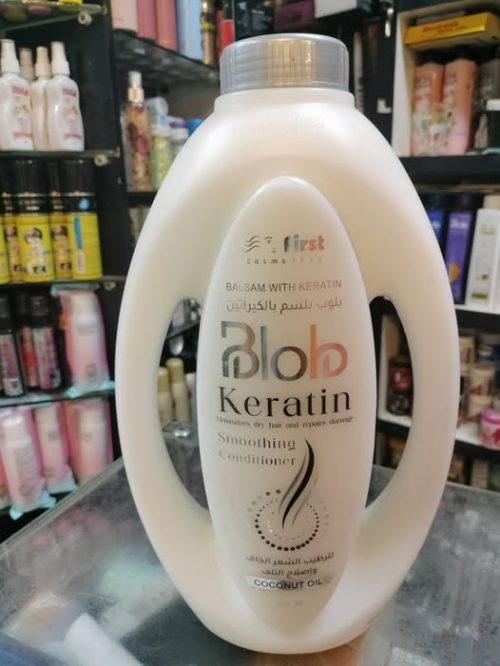 first
cosmetics
BALSAM WITH KERATIN
بلوب بلسم بالكيراتين
Blob
Keratin
Moisturizes dry hair and repairs damage
Smoothing
Conditioner
لترطيب الشعر الجاف
وإصلاح التلف
COCONUT OIL